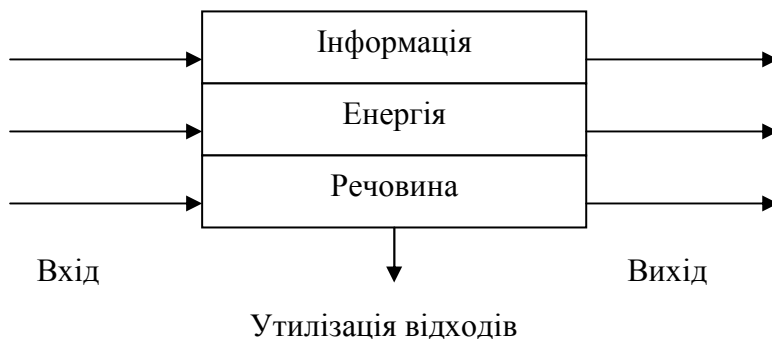 Інформація
Енергія
Речовина
Вхід
Вихід
Утилізація відходів